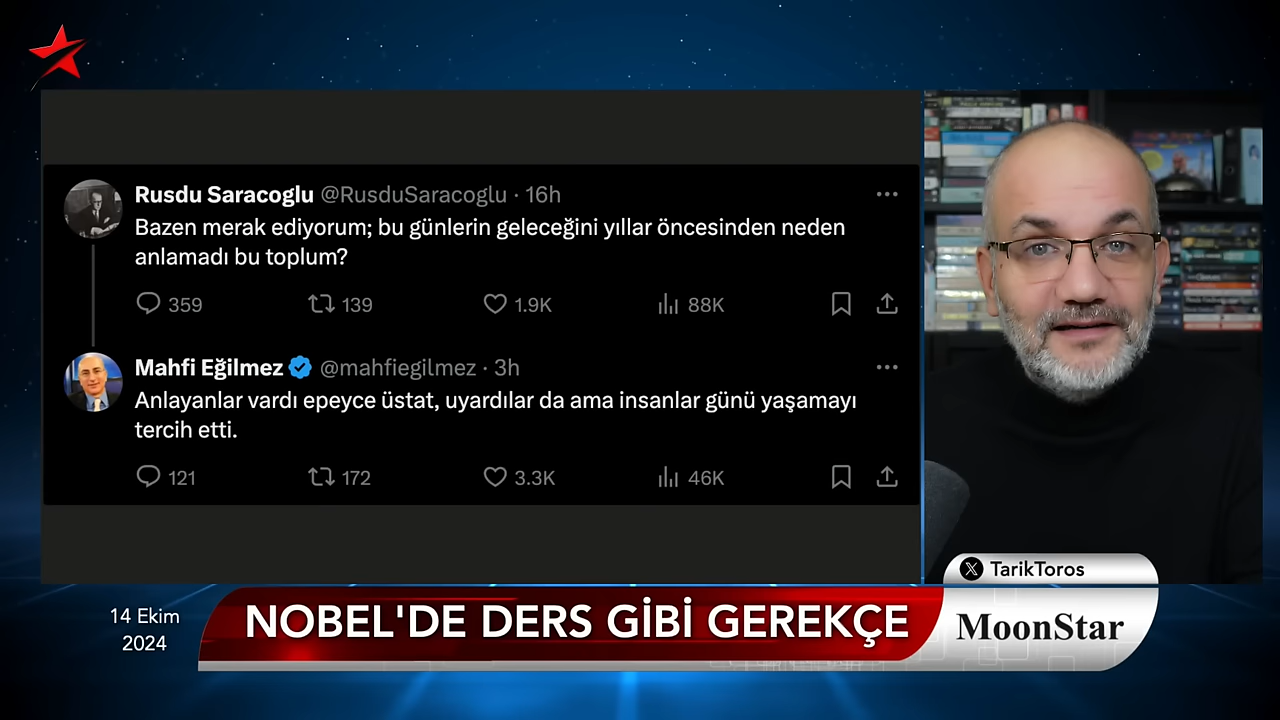 Rusdu Saracoglu @RusduSaracoglu · 16h
Bazen merak ediyorum; bu günlerin geleceğini yıllar öncesinden neden
anlamadı bu toplum?
359 139 1.9K 88K
Mahfi Eğilmez @mahfiegilmez · 3h
Anlayanlar vardı epeyce üstat, uyardılar da ama insanlar günü yaşamayı
tercih etti.
121 172 3.3K 46K
X TarikToros
14 Ekim
2024
NOBEL'DE DERS GİBİ GEREKÇE
MoonStar